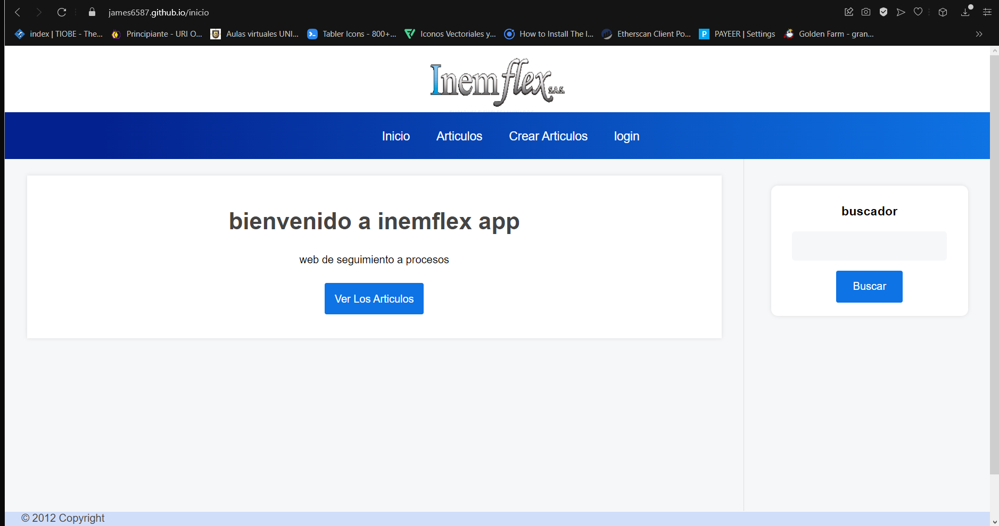 james6587.github.io/inicio
index | TIOBE - The... Principiante - URI O... Aulas virtuales UNI... Tabler Icons - 800+... Iconos Vectoriales y... How to Install The I... Etherscan Client Po... PAYEER | Settings Golden Farm - gran...
Inemflex S.A.S.
Inicio Articulos Crear Articulos login
bienvenido a inemflex app
web de seguimiento a procesos
Ver Los Articulos
buscador
Buscar
© 2012 Copyright